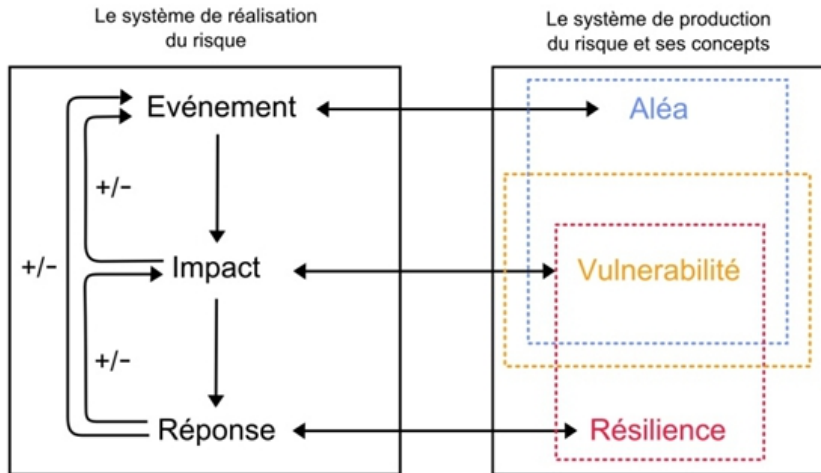 Le système de réalisation
du risque
Le système de production
du risque et ses concepts
Evénement
Aléa
+/-
+/-
Impact
Vulnerabilité
+/-
Réponse
Résilience